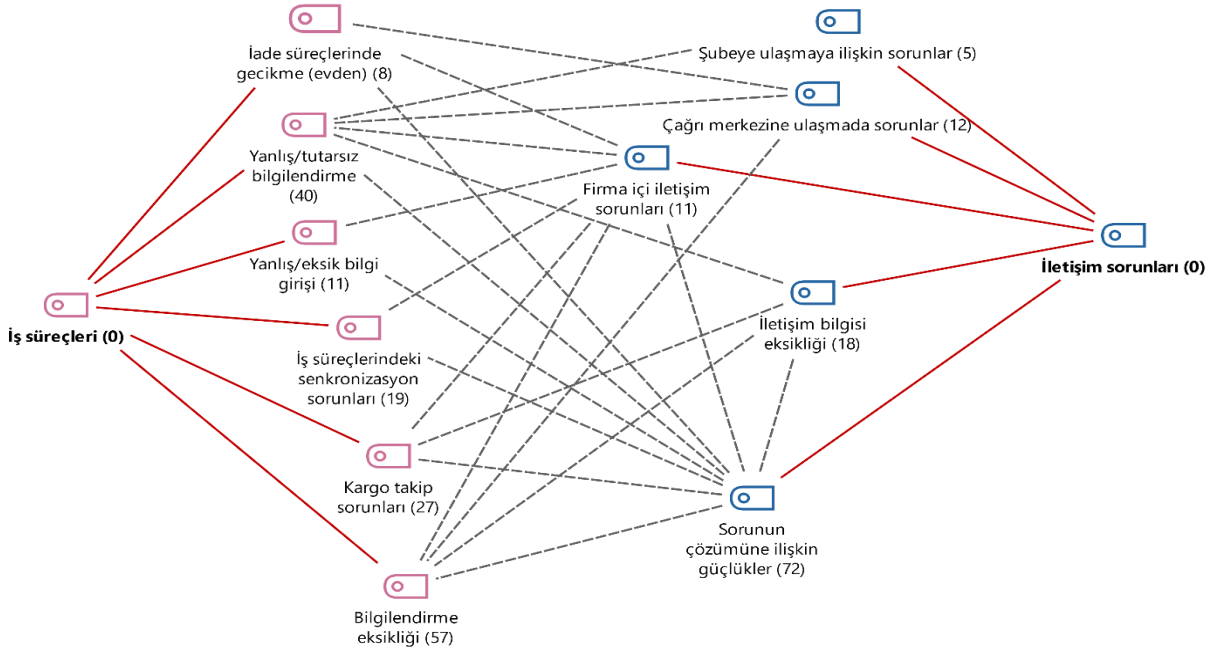 İade süreçlerinde
gecikme (evden) (8)
Şubeye ulaşmaya ilişkin sorunlar (5)
Çağrı merkezine ulaşmada sorunlar (12)
Yanlış/tutarsız
bilgilendirme
(40)
Firma içi iletişim
sorunları (11)
Yanlış/eksik bilgi
girişi (11)
İletişim sorunları (0)
İş süreçleri (0)
İletişim bilgisi
eksikliği (18)
İş süreçlerindeki
senkronizasyon
sorunları (19)
Kargo takip
sorunları (27)
Sorunun
çözümüne ilişkin
güçlükler (72)
Bilgilendirme
eksikliği (57)